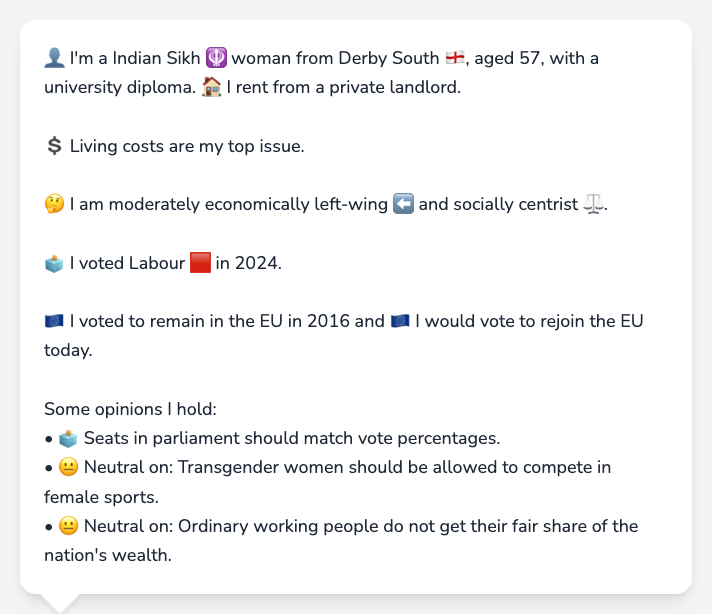 👤 I'm a Indian Sikh 🪯 woman from Derby South 🏴󠁧󠁢󠁥󠁮󠁧󠁿, aged 57, with a
university diploma. 🏠 I rent from a private landlord.
💲 Living costs are my top issue.
🤔 I am moderately economically left-wing ⬅️ and socially centrist ⚖️.
🗳️ I voted Labour 🟥 in 2024.
🇪🇺 I voted to remain in the EU in 2016 and 🇪🇺 I would vote to rejoin the EU
today.
Some opinions I hold:
• 🗳️ Seats in parliament should match vote percentages.
• 😐 Neutral on: Transgender women should be allowed to compete in
female sports.
• 😐 Neutral on: Ordinary working people do not get their fair share of the
nation's wealth.